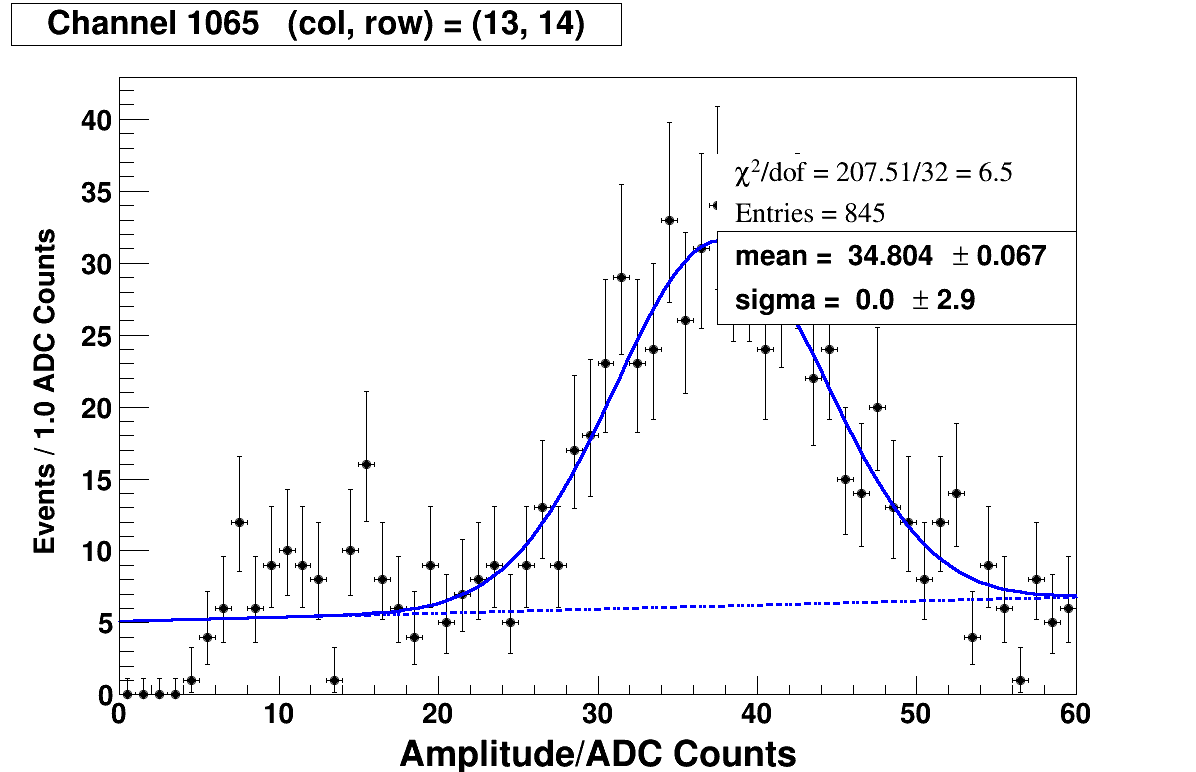 Channel 1065 (col, row) = (13, 14)
40
35
30
25
20
15
10
5
0
Events / 1.0 ADC Counts
χ²/dof = 207.51/32 = 6.5
Entries = 845
mean = 34.804 ± 0.067
sigma = 0.0 ± 2.9
0 10 20 30 40 50 60
Amplitude/ADC Counts